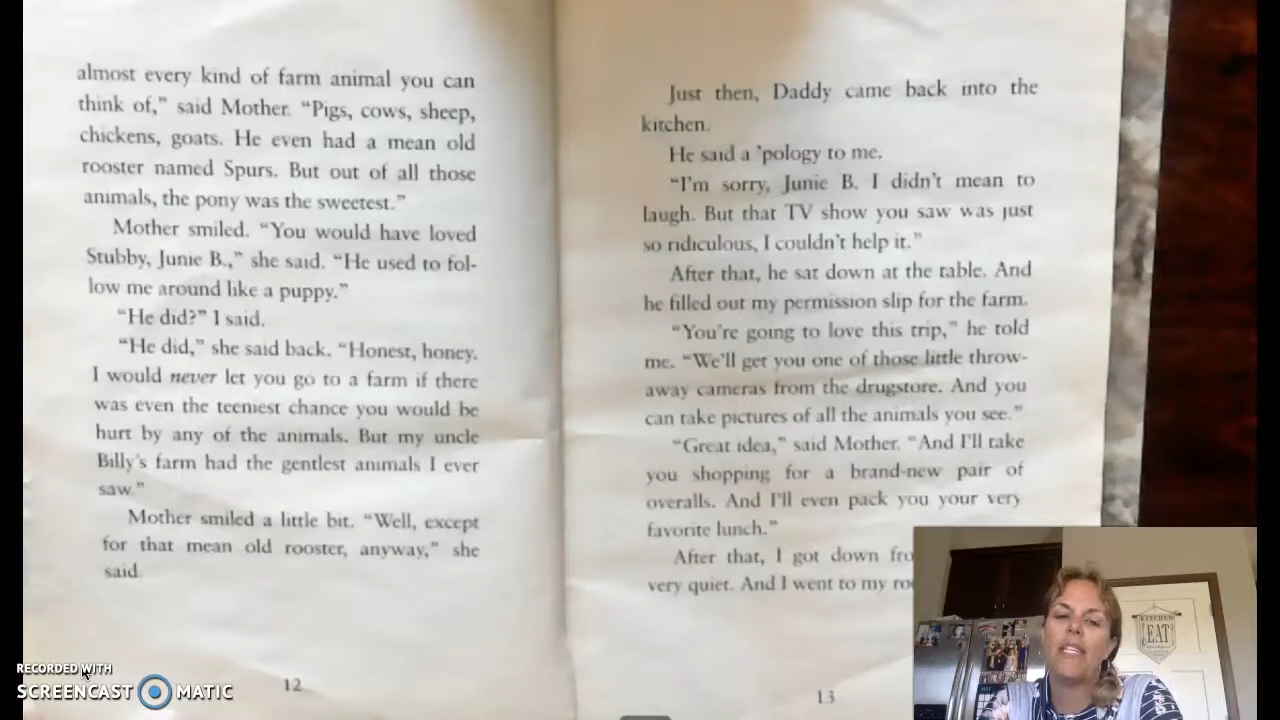 almost every kind of farm animal you can
think of,” said Mother. “Pigs, cows, sheep,
chickens, goats. He even had a mean old
rooster named Spurs. But out of all those
animals, the pony was the sweetest.”
Mother smiled. “You would have loved
Stubby, Junie B.,” she said. “He used to fol-
low me around like a puppy.”
“He did?” I said.
“He did,” she said back. “Honest, honey.
I would never let you go to a farm if there
was even the teeniest chance you would be
hurt by any of the animals. But my uncle
Billy’s farm had the gentlest animals I ever
saw.”
Mother smiled a little bit. “Well, except
for that mean old rooster, anyway,” she
said.
12
Just then, Daddy came back into the
kitchen.
He said a ’pology to me.
“I’m sorry, Junie B. I didn’t mean to
laugh. But that TV show you saw was just
so ridiculous, I couldn’t help it.”
After that, he sat down at the table. And
he filled out my permission slip for the farm.
“You’re going to love this trip,” he told
me. “We’ll get you one of those little throw-
away cameras from the drugstore. And you
can take pictures of all the animals you see.”
“Great idea,” said Mother. “And I’ll take
you shopping for a brand-new pair of
overalls. And I’ll even pack you your very
favorite lunch.”
After that, I got down
very quiet. And I went to my
13
KITCHEN
EAT
RECORDED WITH
SCREENCAST MATIC